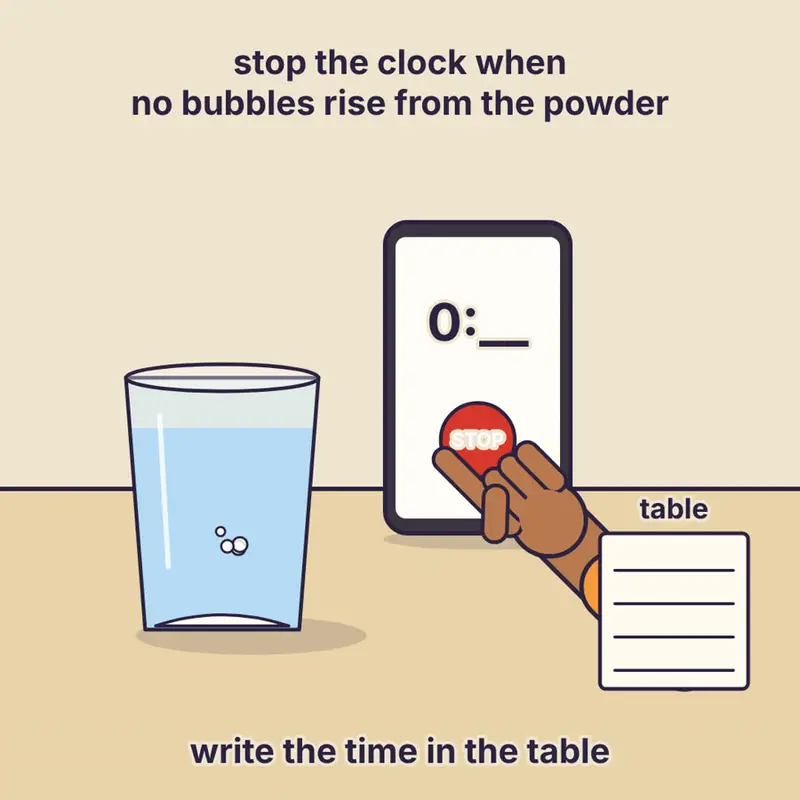 stop the clock when
no bubbles rise from the powder
0:__
STOP
table
write the time in the table